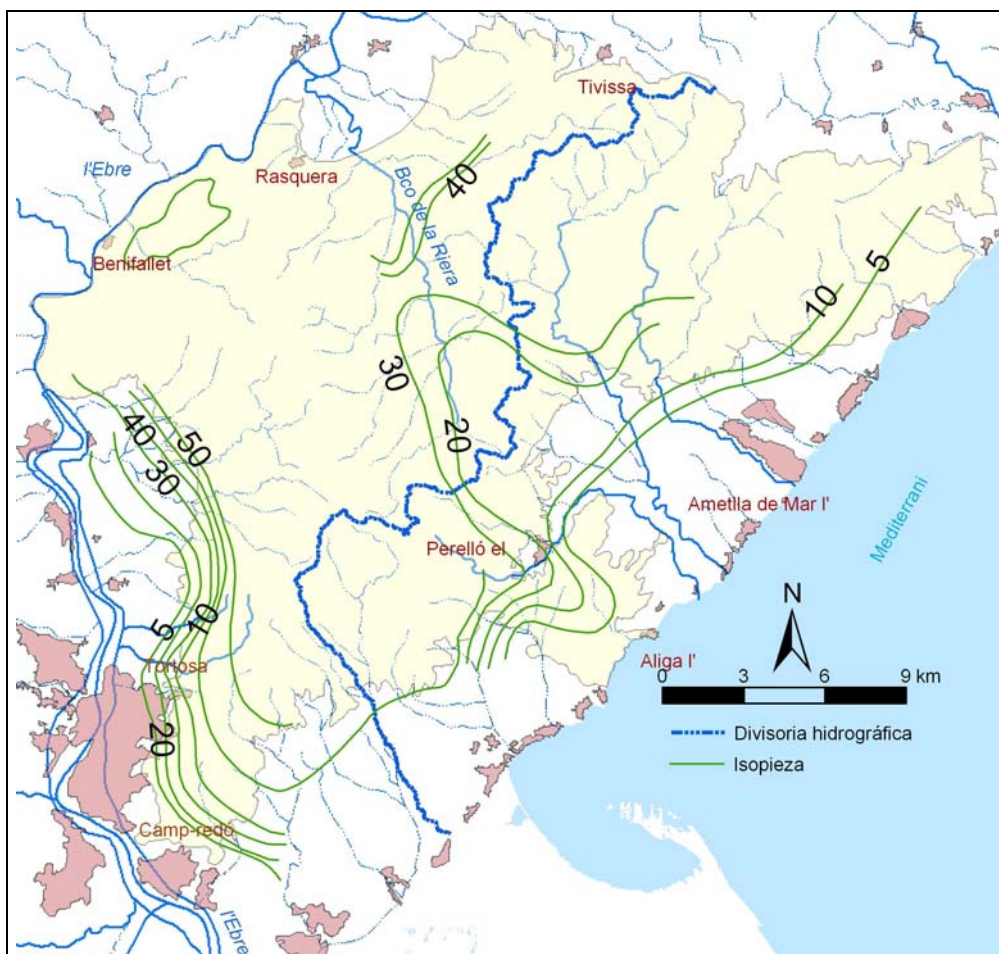 Tivissa
l'Ebre
Rasquera
40
Bco de la Riera
Benifallet
5
10
30
20
40
50
30
Ametlla de Mar l'
Mediterrani
Perelló el
N
5
10
Tortosa
Aliga l'
0 3 6 9 km
20
Divisoria hidrográfica
Isopieza
Camp-redó
l'Ebre